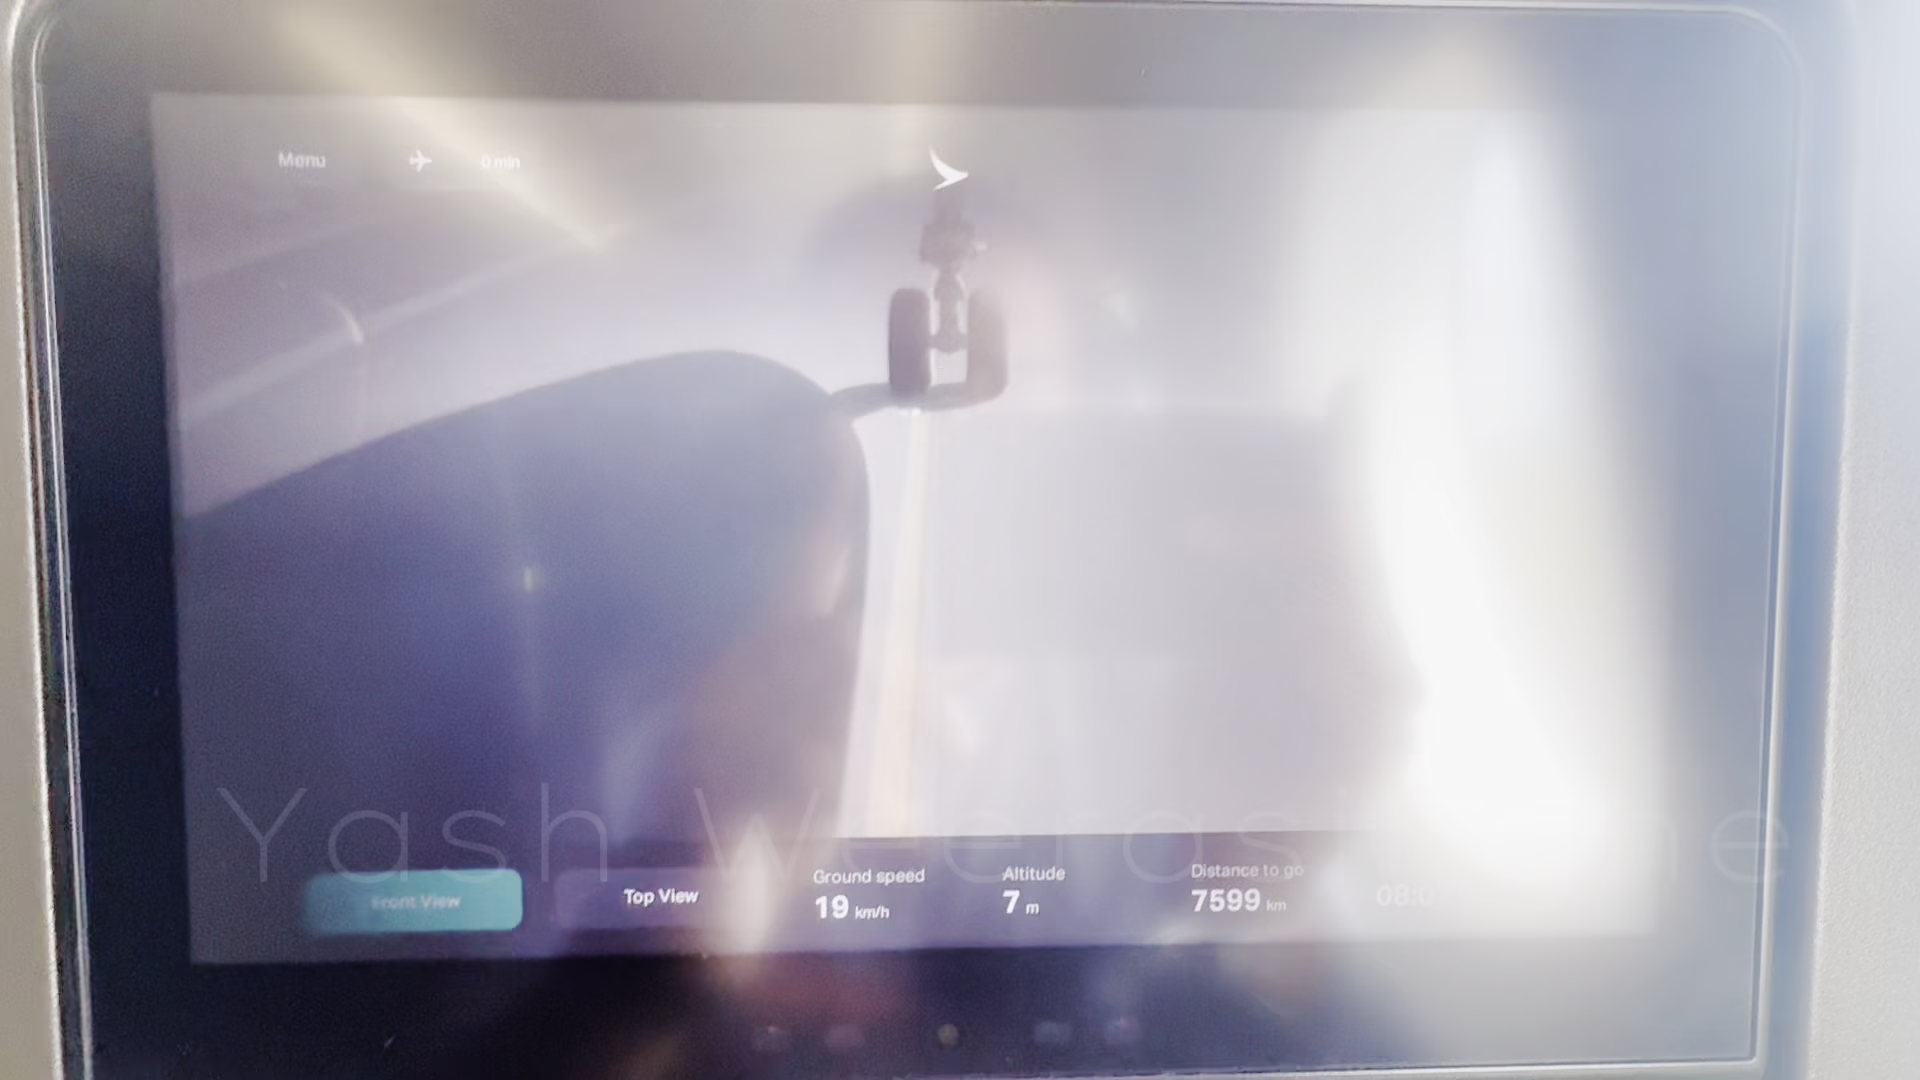 Menu 0 min
Front View
Top View
Ground speed
19 km/h
Altitude
7 m
Distance to go
7599 km
Yash